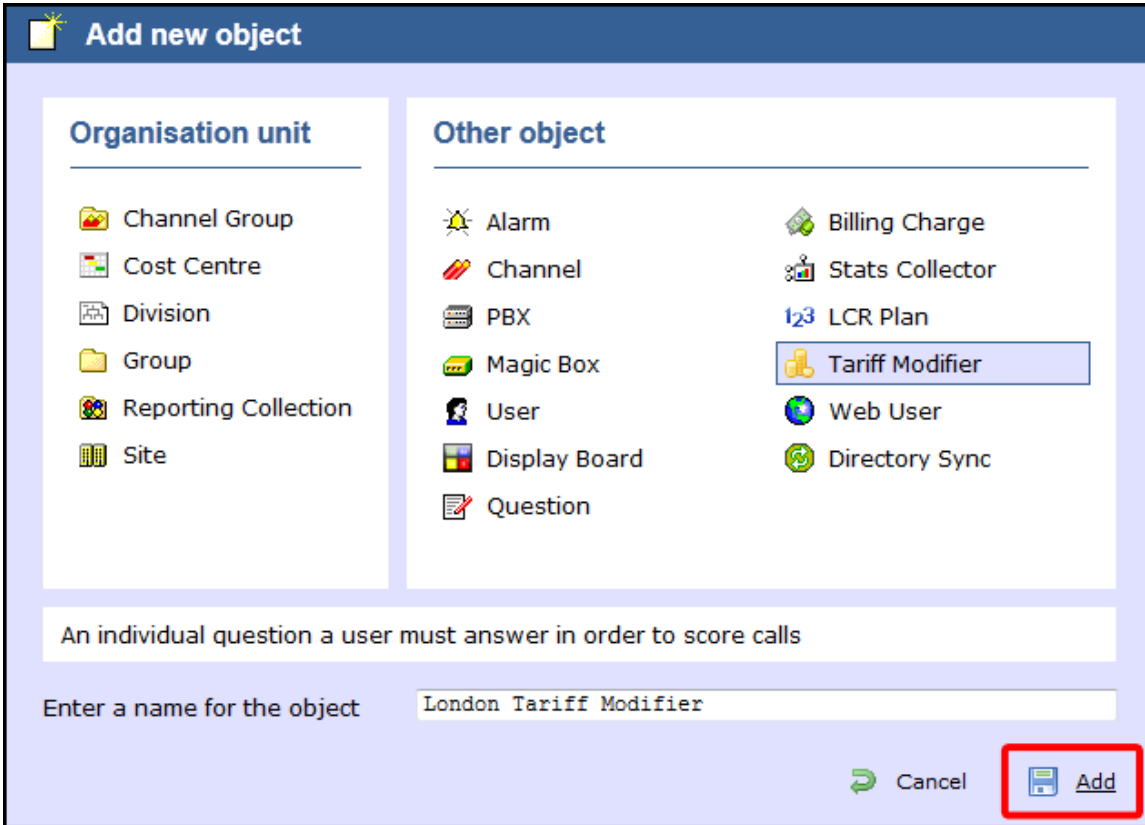 Add new object
Organisation unit
Channel Group
Cost Centre
Division
Group
Reporting Collection
Site
Other object
Alarm
Channel
PBX
Magic Box
User
Display Board
Question
Billing Charge
Stats Collector
123 LCR Plan
Tariff Modifier
Web User
Directory Sync
An individual question a user must answer in order to score calls
Enter a name for the object
London Tariff Modifier
Cancel
Add